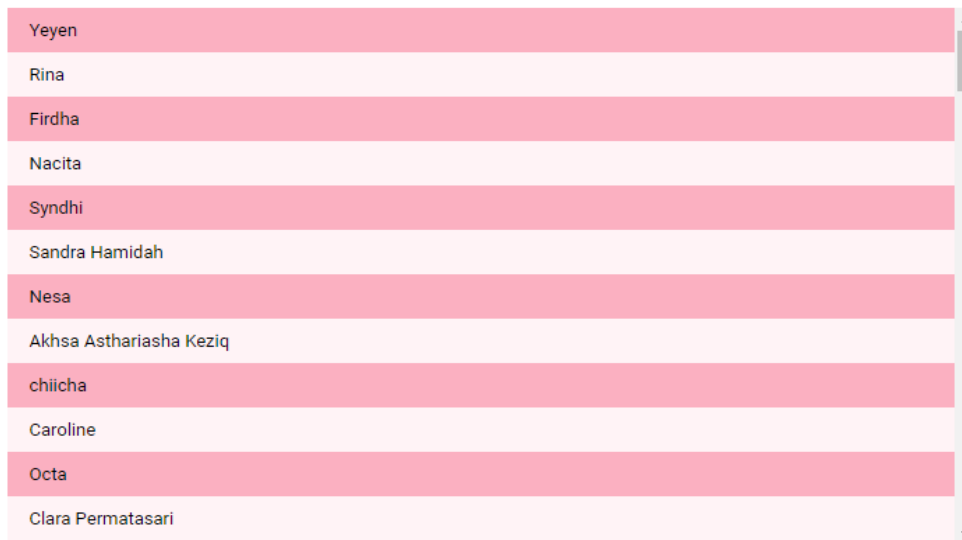 Yeyen
Rina
Firdha
Nacita
Syndhi
Sandra Hamidah
Nesa
Akhsa Asthariasha Keziq
chiicha
Caroline
Octa
Clara Permatasari